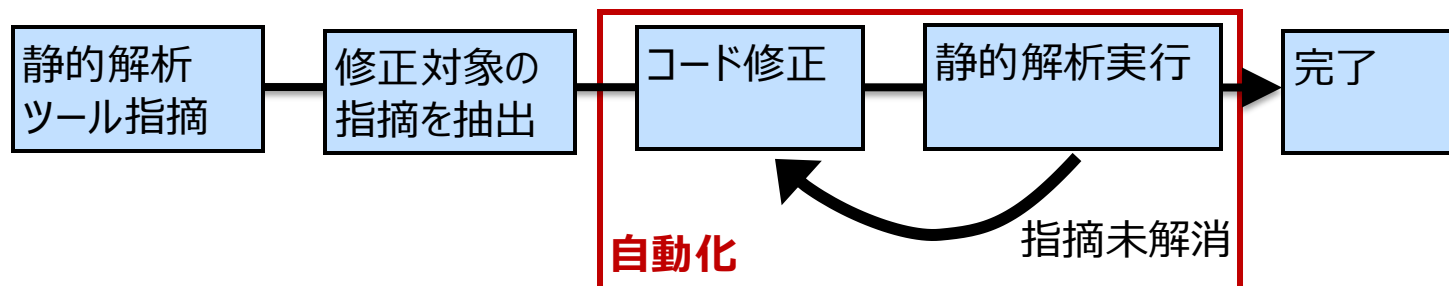 静的解析
ツール指摘
修正対象の
指摘を抽出
コード修正
静的解析実行
完了
指摘未解消
自動化